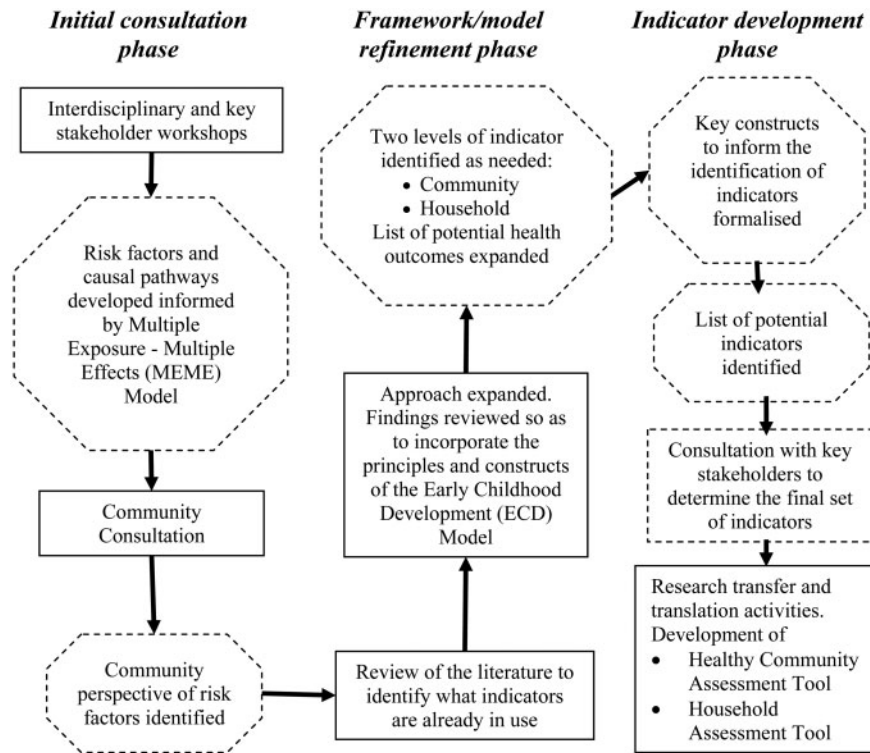 Initial consultation
phase
Interdisciplinary and key
stakeholder workshops
Risk factors and
causal pathways
developed informed
by Multiple
Exposure - Multiple
Effects (MEME)
Model
Community
Consultation
Community
perspective of risk
factors identified
Framework/model
refinement phase
Review of the literature to
identify what indicators
are already in use
Approach expanded.
Findings reviewed so as
to incorporate the
principles and constructs
of the Early Childhood
Development (ECD)
Model
Two levels of indicator
identified as needed:
• Community
• Household
List of potential health
outcomes expanded
Indicator development
phase
Key constructs
to inform the
identification of
indicators
formalised
List of potential
indicators
identified
Consultation with key
stakeholders to
determine the final set
of indicators
Research transfer and
translation activities.
Development of
• Healthy Community
Assessment Tool
• Household
Assessment Tool